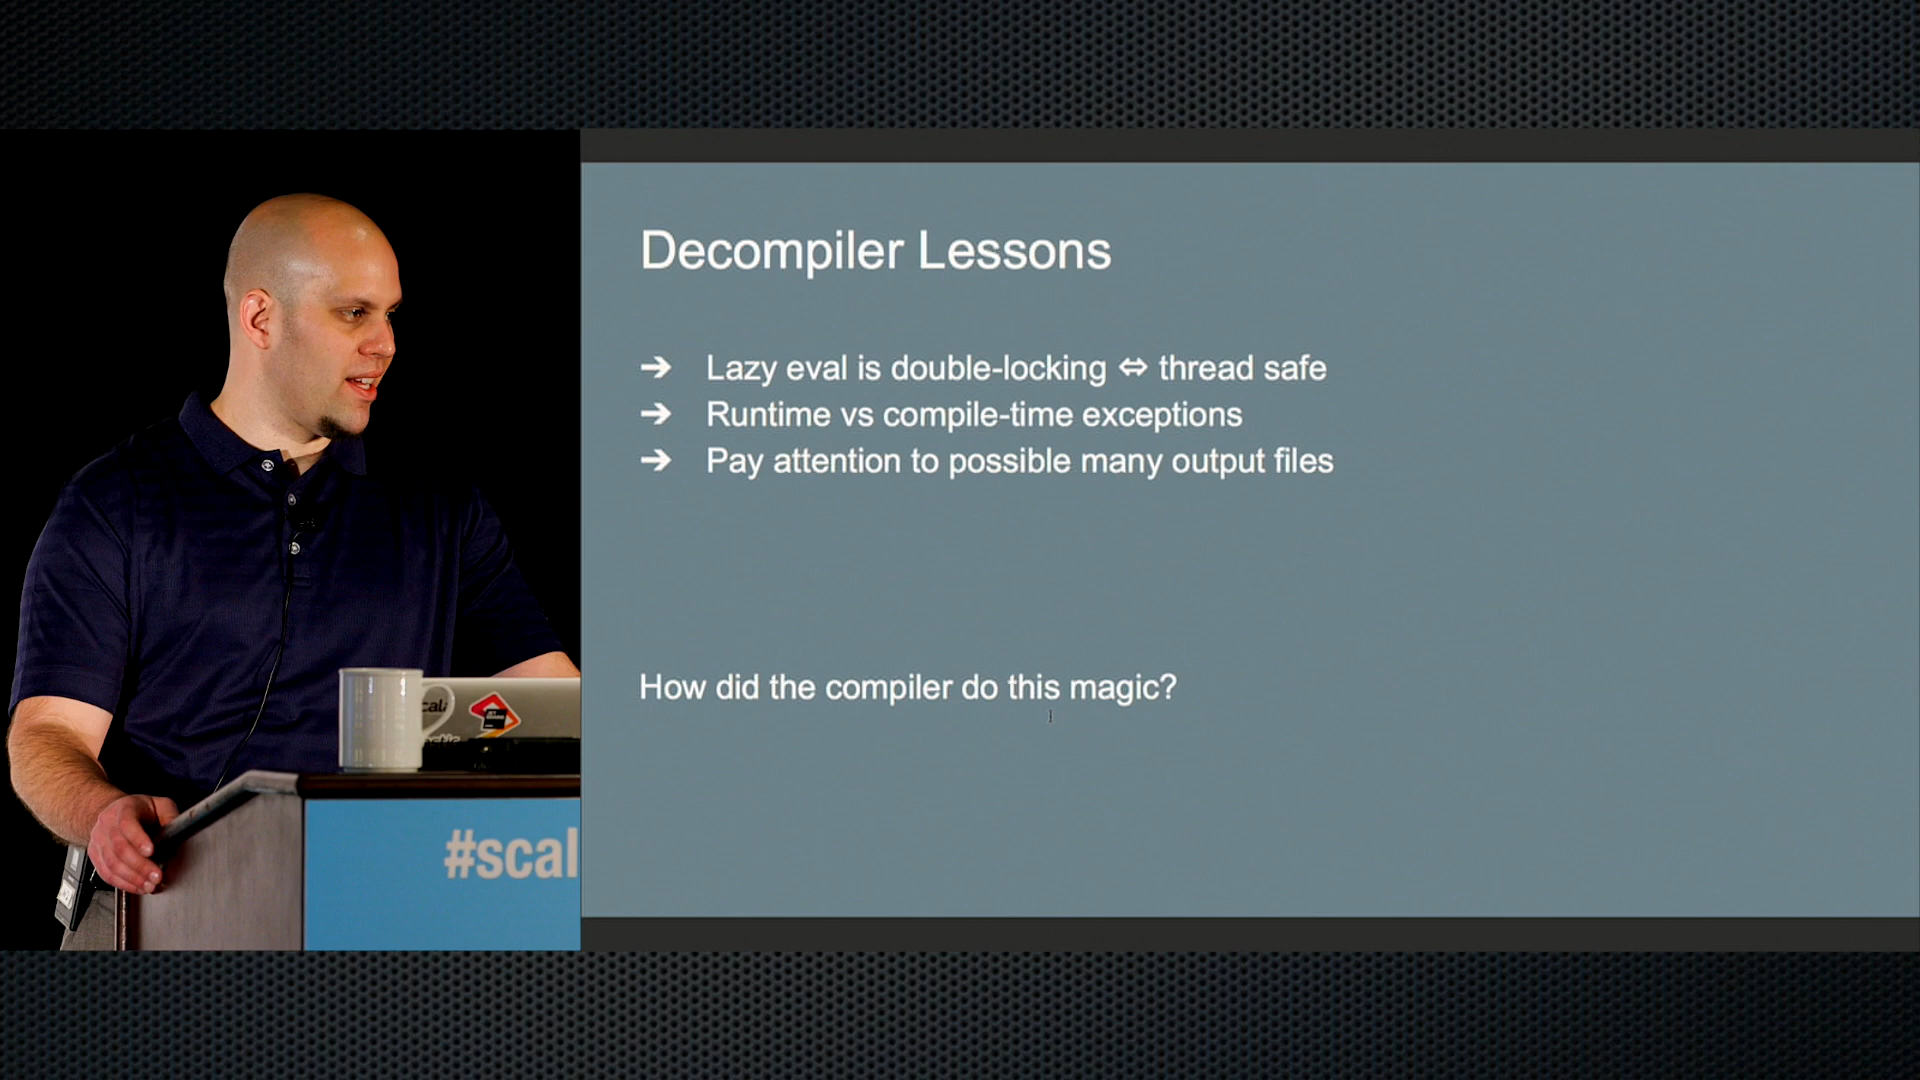 Decompiler Lessons
➔ Lazy eval is double-locking ⇔ thread safe
➔ Runtime vs compile-time exceptions
➔ Pay attention to possible many output files
How did the compiler do this magic?
cala
#scal